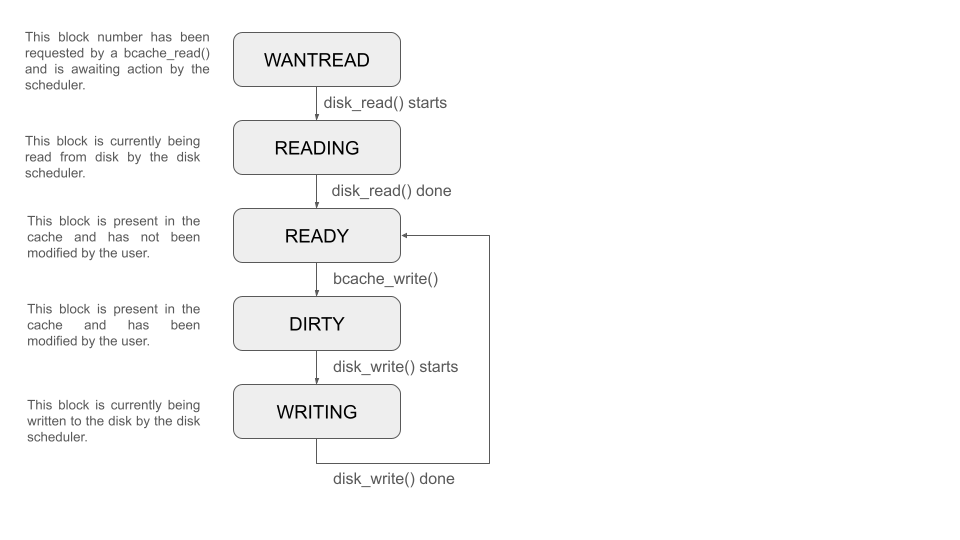 This block number has been
requested by a bcache_read()
and is awaiting action by the
scheduler.
WANTREAD
disk_read() starts
This block is currently being
read from disk by the disk
scheduler.
READING
disk_read() done
This block is present in the
cache and has not been
modified by the user.
READY
bcache_write()
This block is present in the
cache and has been
modified by the user.
DIRTY
disk_write() starts
This block is currently being
written to the disk by the disk
scheduler.
WRITING
disk_write() done